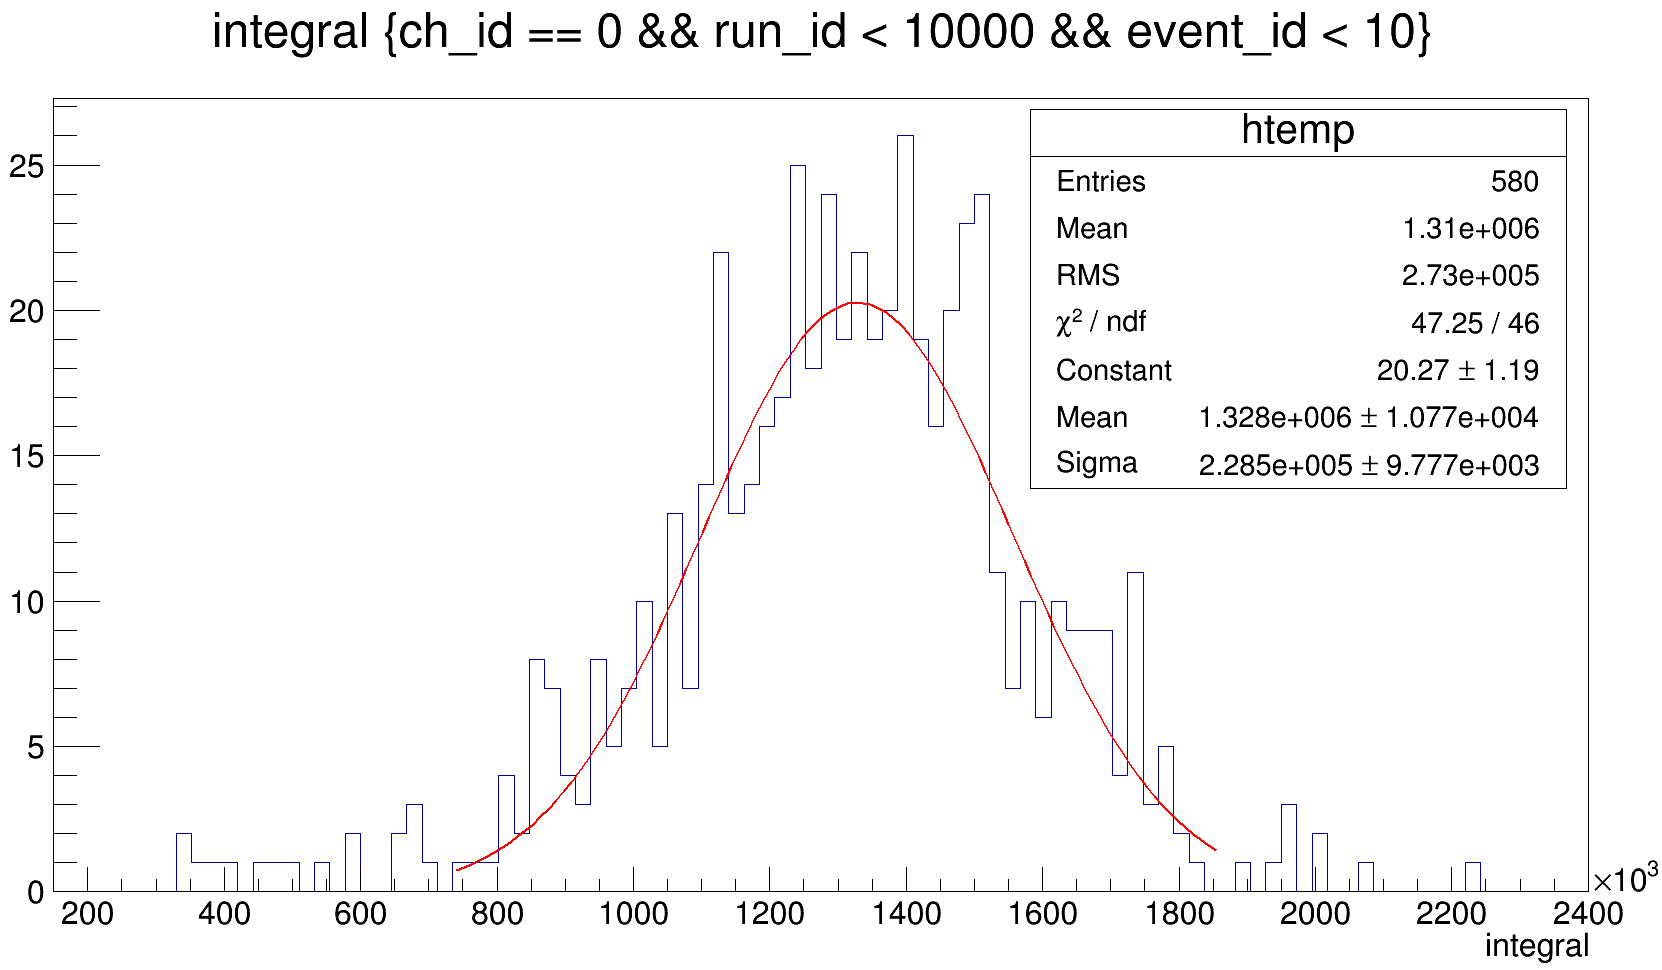 integral {ch_id == 0 && run_id < 10000 && event_id < 10}
htemp
Entries 580
Mean 1.31e+006
RMS 2.73e+005
χ² / ndf 47.25 / 46
Constant 20.27 ± 1.19
Mean 1.328e+006 ± 1.077e+004
Sigma 2.285e+005 ± 9.777e+003
25
20
15
10
5
0
200 400 600 800 1000 1200 1400 1600 1800 2000 2200 2400
×10³
integral